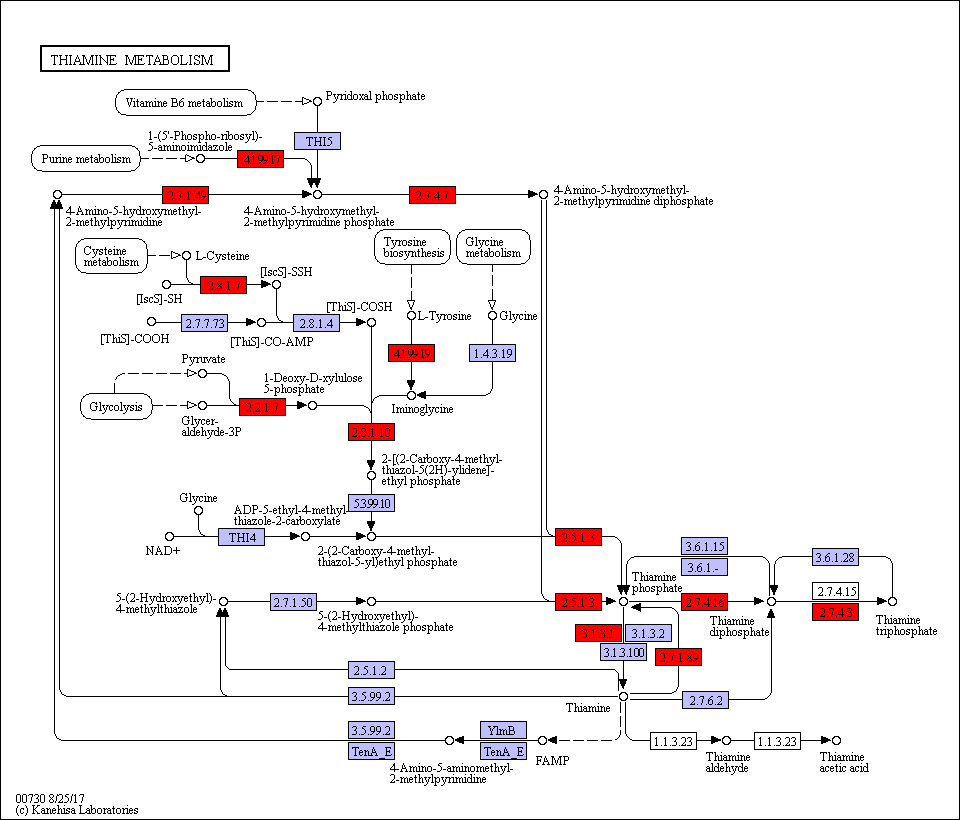 THIAMINE METABOLISM
Vitamine B6 metabolism
Pyridoxal phosphate
THI5
1-(5'-Phospho-ribosyl)-
5-aminoimidazole
Purine metabolism
4.1.99.17
2.7.1.49
2.7.4.7
4-Amino-5-hydroxymethyl-
2-methylpyrimidine diphosphate
4-Amino-5-hydroxymethyl-
2-methylpyrimidine
4-Amino-5-hydroxymethyl-
2-methylpyrimidine phosphate
Cysteine
metabolism
L-Cysteine
Tyrosine
biosynthesis
Glycine
metabolism
[IscS]-SSH
2.8.1.7
[IscS]-SH
[ThiS]-COSH
L-Tyrosine
Glycine
2.7.7.73
2.8.1.4
[ThiS]-COOH
[ThiS]-CO-AMP
4.1.99.19
1.4.3.19
Pyruvate
1-Deoxy-D-xylulose
5-phosphate
Glycolysis
2.2.1.7
Iminoglycine
Glycer-
aldehyde-3P
2.8.1.10
2-[(2-Carboxy-4-methyl-
thiazol-5(2H)-ylidene]-
ethyl phosphate
Glycine
ADP-5-ethyl-4-methyl-
thiazole-2-carboxylate
5.3.99.10
THI4
2.5.1.3
NAD+
2-(2-Carboxy-4-methyl-
thiazol-5-yl)ethyl phosphate
3.6.1.15
3.6.1.-
3.6.1.28
Thiamine
phosphate
5-(2-Hydroxyethyl)-
4-methylthiazole
2.7.1.50
2.5.1.3
2.7.4.16
2.7.4.15
2.7.4.3
5-(2-Hydroxyethyl)-
4-methylthiazole phosphate
Thiamine
diphosphate
Thiamine
triphosphate
3.1.3.1
3.1.3.2
3.1.3.100
2.7.1.89
2.5.1.2
3.5.99.2
Thiamine
2.7.6.2
3.5.99.2
TenA_E
YlmB
TenA_E
FAMP
4-Amino-5-aminomethyl-
2-methylpyrimidine
1.1.3.23
1.1.3.23
Thiamine
aldehyde
Thiamine
acetic acid
00730 8/25/17
(c) Kanehisa Laboratories